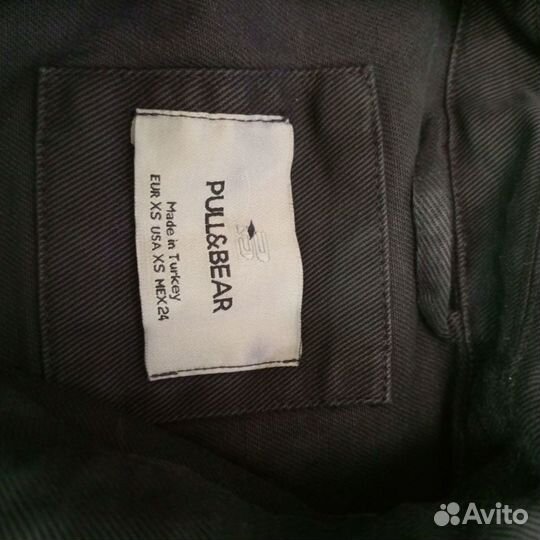 PULL&BEAR
Made in Turkey
EUR XS USA XS MEX 24
Avito